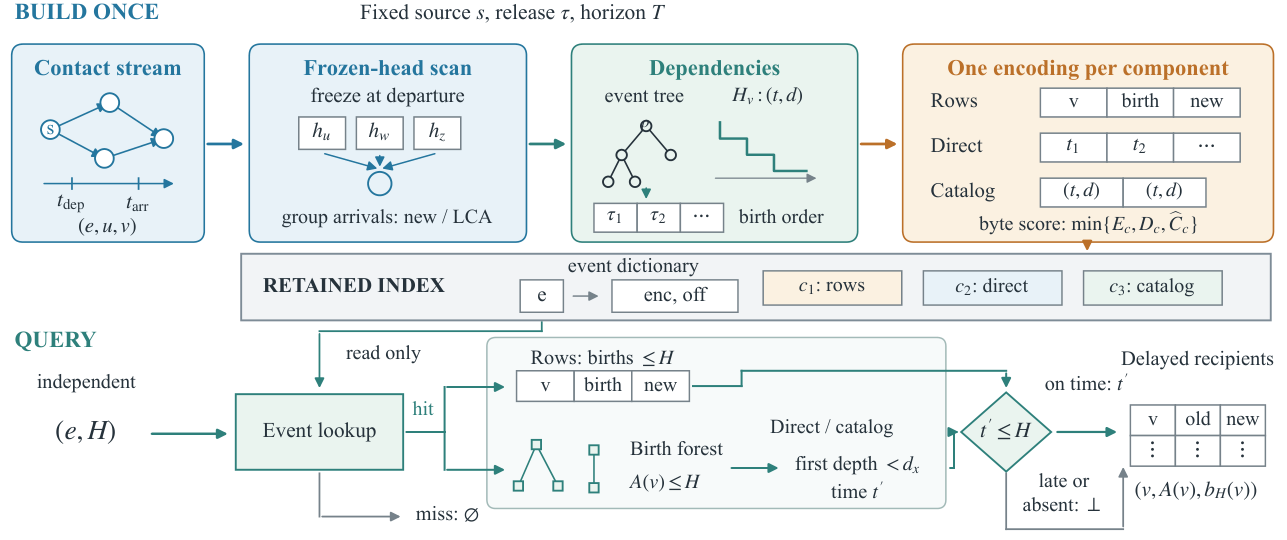 BUILD ONCE
Fixed source s, release τ, horizon T
Contact stream
S
t_dep
t_arr
(e, u, v)
Frozen-head scan
freeze at departure
h_u h_w h_z
group arrivals: new / LCA
Dependencies
event tree
H_v : (t, d)
τ_1 τ_2 ⋯
birth order
One encoding per component
Rows v birth new
Direct t_1 t_2 ⋯
Catalog (t, d) (t, d)
byte score: min{E_c, D_c, Ĉ_c}
RETAINED INDEX
event dictionary
e
enc, off
c_1: rows
c_2: direct
c_3: catalog
QUERY
read only
independent
(e, H)
Event lookup
hit
miss: ∅
Rows: births ≤ H
v birth new
Birth forest
A(v) ≤ H
Direct / catalog
first depth < d_x
time t′
t′ ≤ H
Delayed recipients
on time: t′
v old new
⋮ ⋮ ⋮
(v, A(v), b_H(v))
late or
absent: ⊥